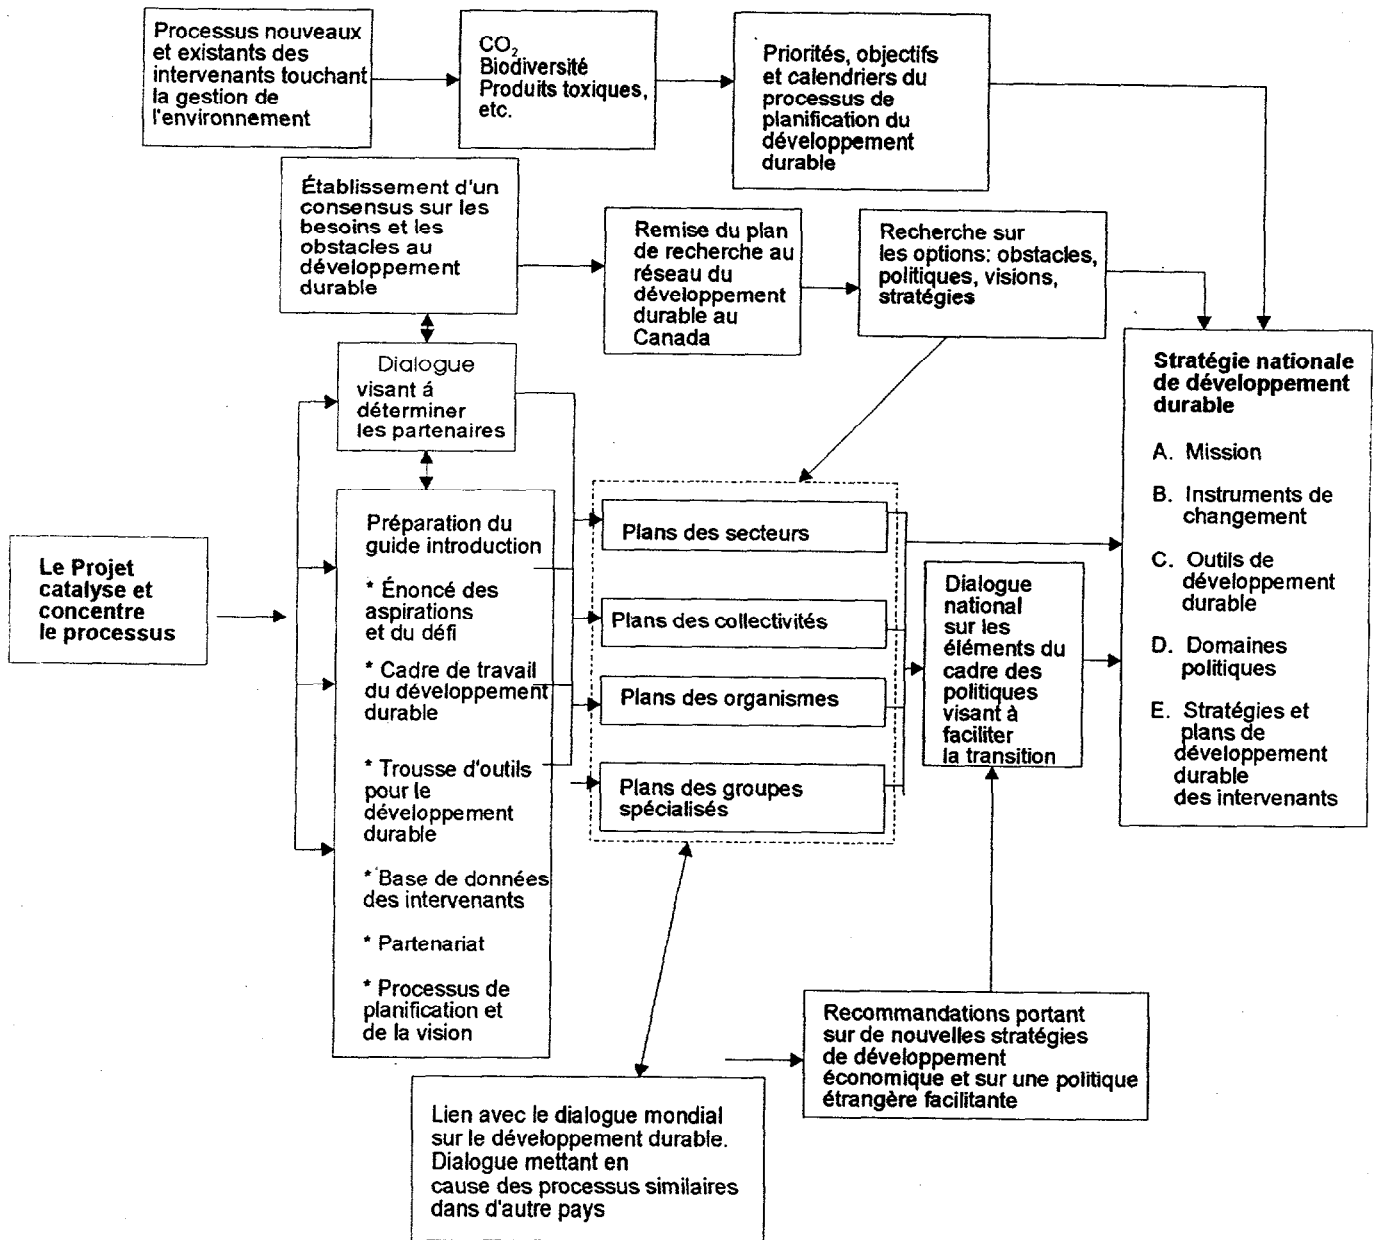 Processus nouveaux
et existants des
intervenants touchant
la gestion de
l'environnement
CO2
Biodiversité
Produits toxiques,
etc.
Priorités, objectifs
et calendriers du
processus de
planification du
développement
durable
Établissement d'un
consensus sur les
besoins et les
obstacles au
développement
durable
Remise du plan
de recherche au
réseau du
développement
durable au
Canada
Recherche sur
les options: obstacles,
politiques, visions,
stratégies
Dialogue
visant á
déterminer
les partenaires
Le Projet
catalyse et
concentre
le processus
Préparation du
guide introduction
* Énoncé des
aspirations
et du défi
* Cadre de travail
du développement
durable
* Trousse d'outils
pour le
développement
durable
* Base de données
des intervenants
* Partenariat
* Processus de
planification et
de la vision
Plans des secteurs
Plans des collectivités
Plans des organismes
Plans des groupes
spécialisés
Dialogue
national
sur les
éléments du
cadre des
politiques
visant à
faciliter
la transition
Stratégie nationale
de développement
durable
A. Mission
B. Instruments de
changement
C. Outils de
développement
durable
D. Domaines
politiques
E. Stratégies et
plans de
développement
durable
des intervenants
Recommandations portant
sur de nouvelles stratégies
de développement
économique et sur une politique
étrangère facilitante
Lien avec le dialogue mondial
sur le développement durable.
Dialogue mettant en
cause des processus similaires
dans d'autre pays